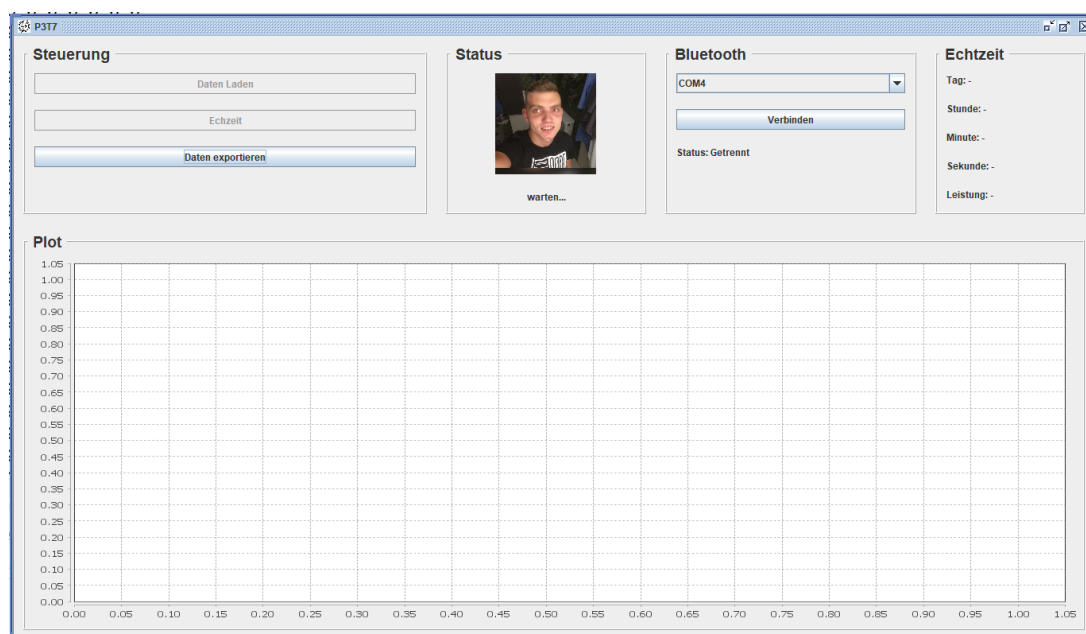 P3T7
Steuerung
Daten Laden
Echzeit
Daten exportieren
Status
warten...
Bluetooth
COM4
Verbinden
Status: Getrennt
Echtzeit
Tag: -
Stunde: -
Minute: -
Sekunde: -
Leistung: -
Plot
1.05
1.00
0.95
0.90
0.85
0.80
0.75
0.70
0.65
0.60
0.55
0.50
0.45
0.40
0.35
0.30
0.25
0.20
0.15
0.10
0.05
0.00
0.00 0.05 0.10 0.15 0.20 0.25 0.30 0.35 0.40 0.45 0.50 0.55 0.60 0.65 0.70 0.75 0.80 0.85 0.90 0.95 1.00 1.05